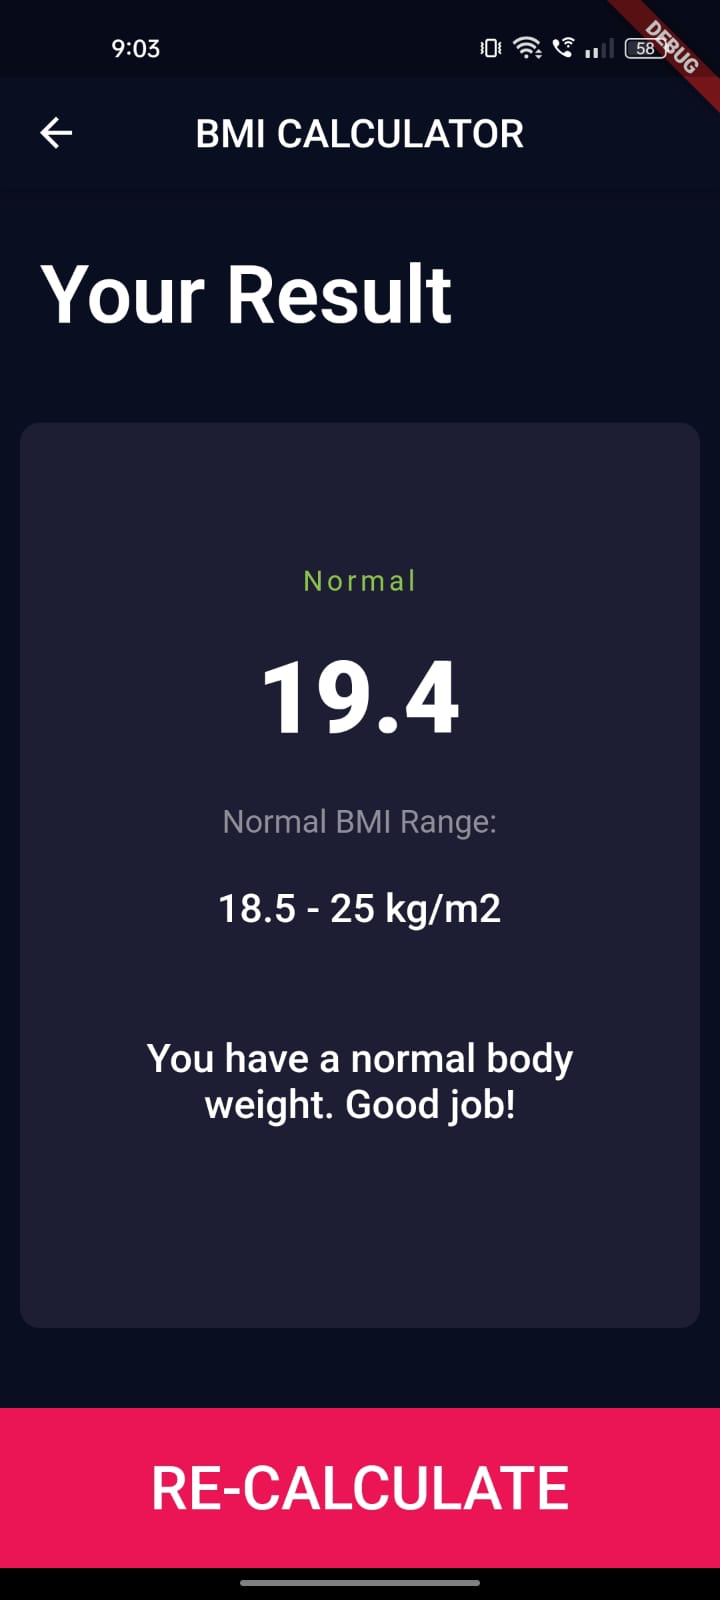 9:03
58
DEBUG
BMI CALCULATOR
Your Result
Normal
19.4
Normal BMI Range:
18.5 - 25 kg/m2
You have a normal body
weight. Good job!
RE-CALCULATE